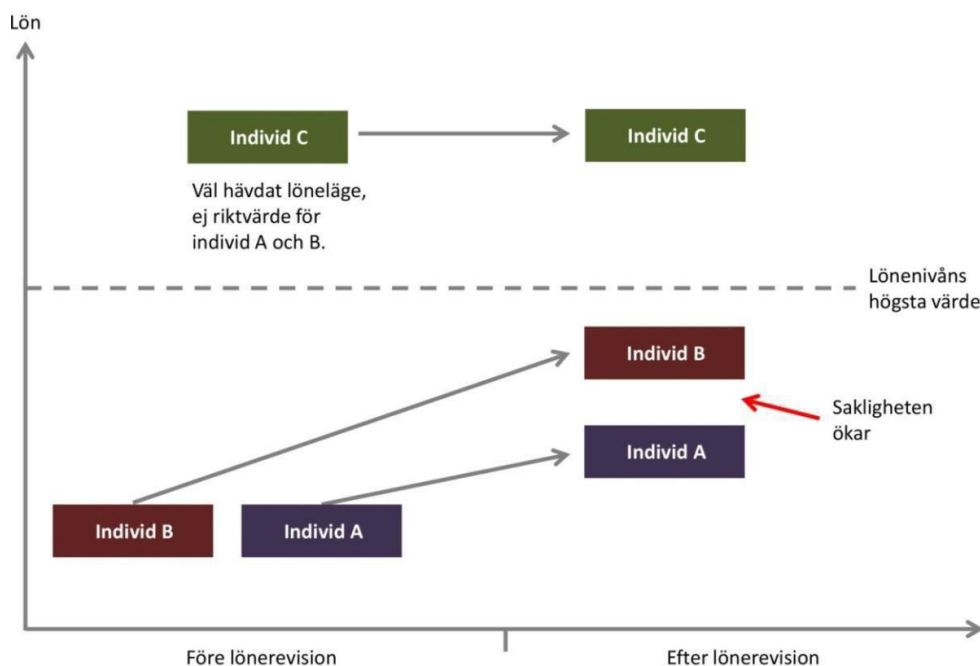 Lön
Individ C
Individ C
Väl hävdat löneläge,
ej riktvärde för
individ A och B.
Lönenivåns
högsta värde
Individ B
Sakligheten
ökar
Individ A
Individ B
Individ A
Före lönerevision
Efter lönerevision